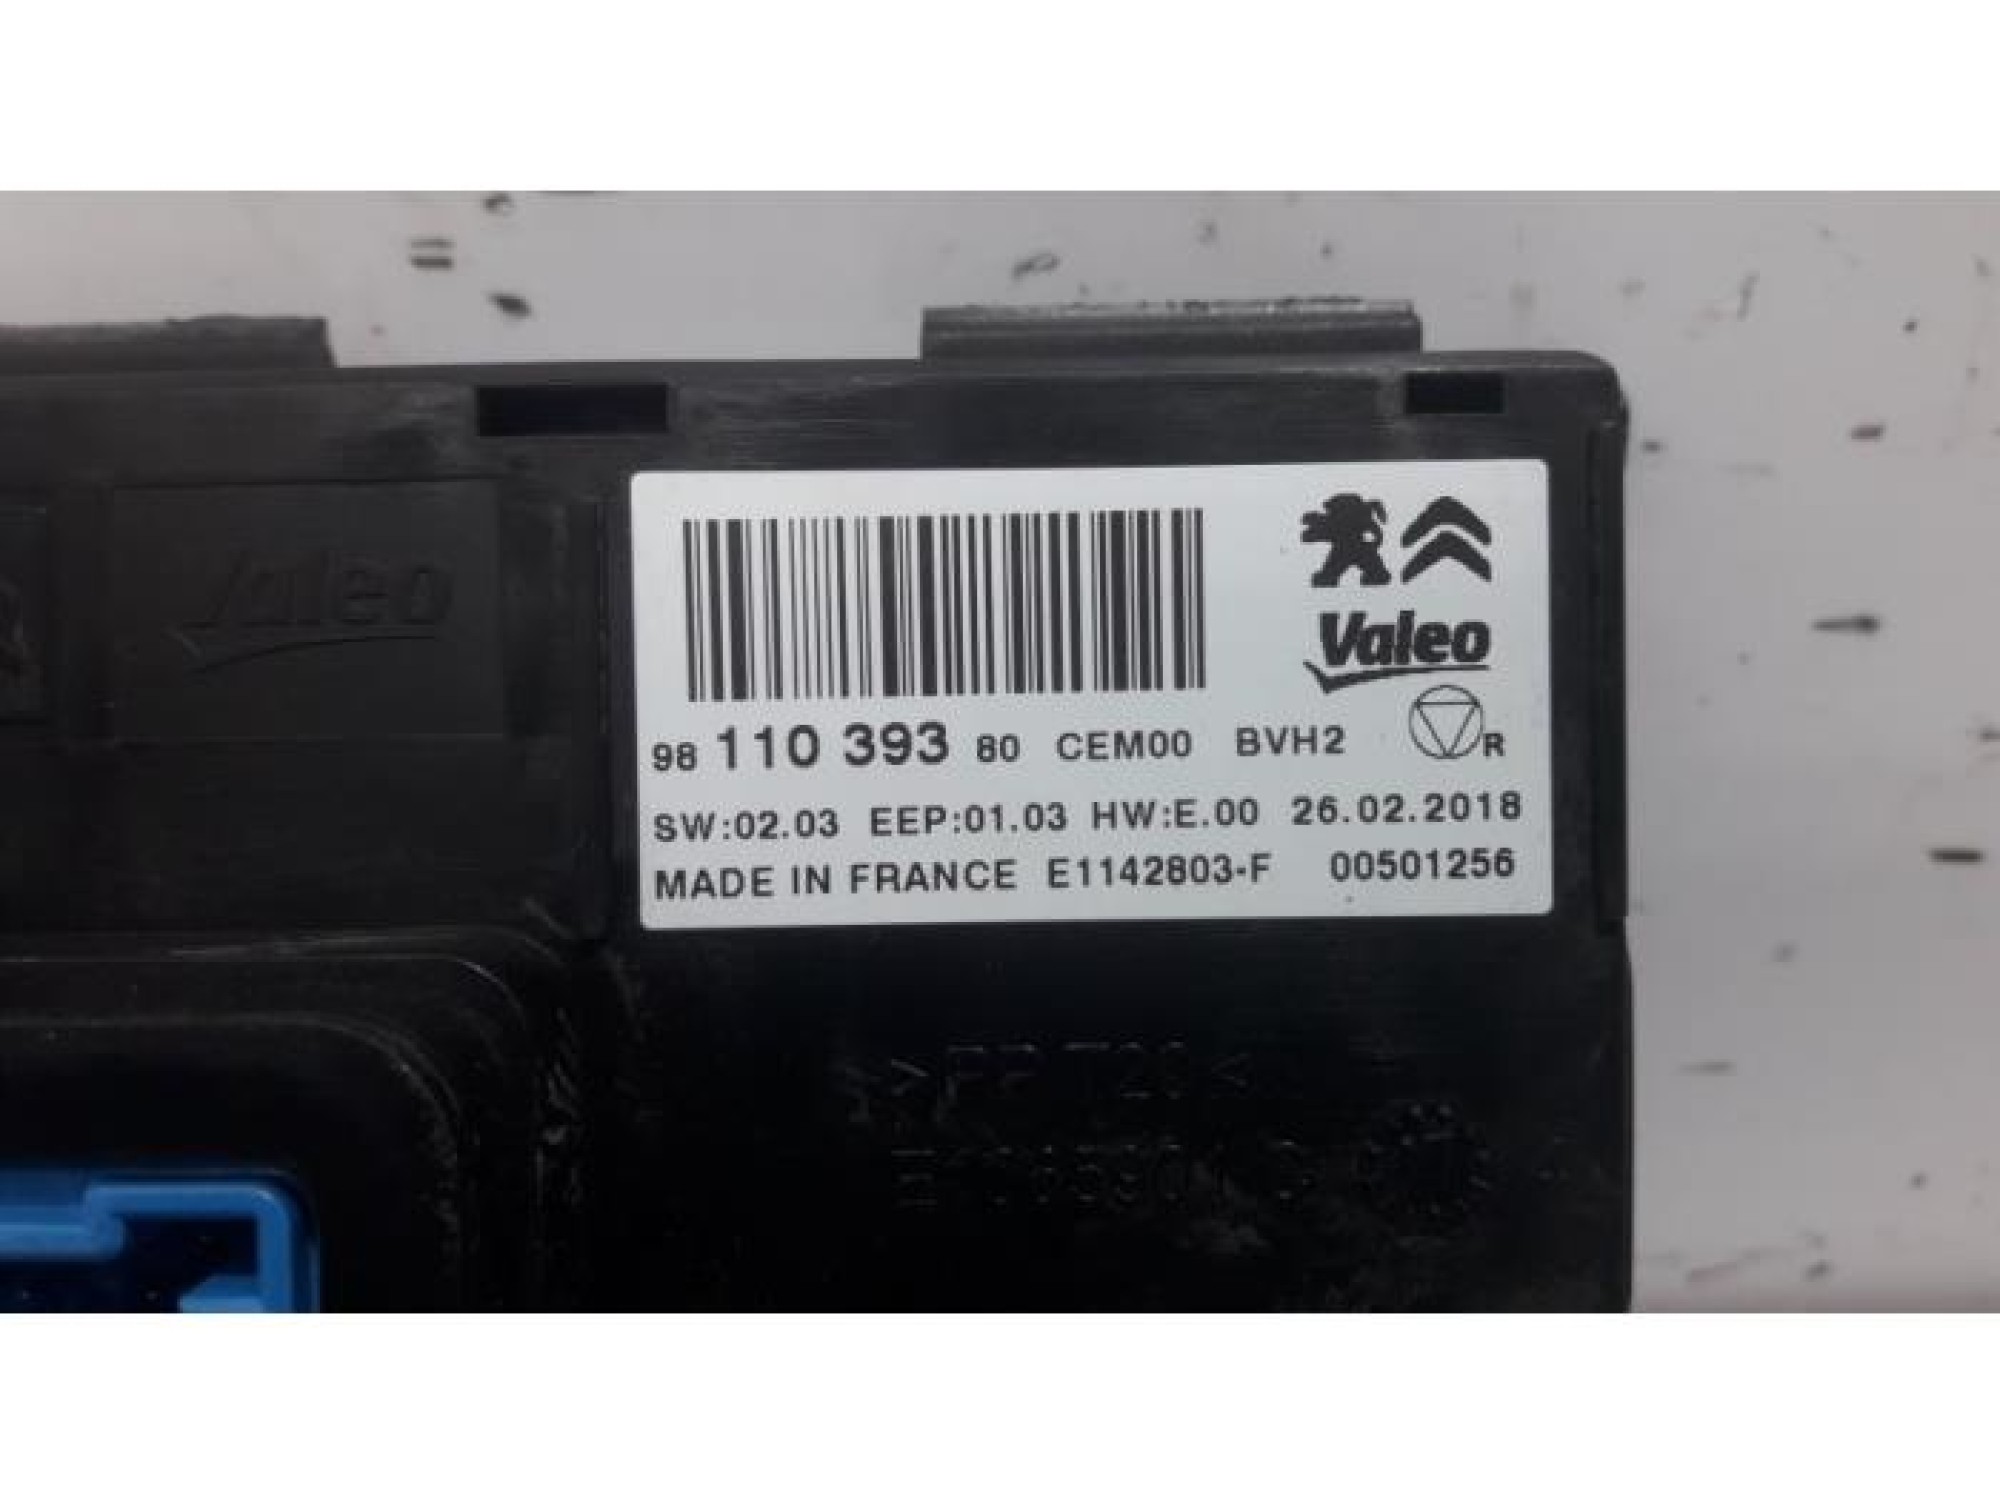 Valeo
Valeo
98 110 393 80 CEM00 BVH2 R
SW:02.03 EEP:01.03 HW:E.00 26.02.2018
MADE IN FRANCE E1142803-F 00501256